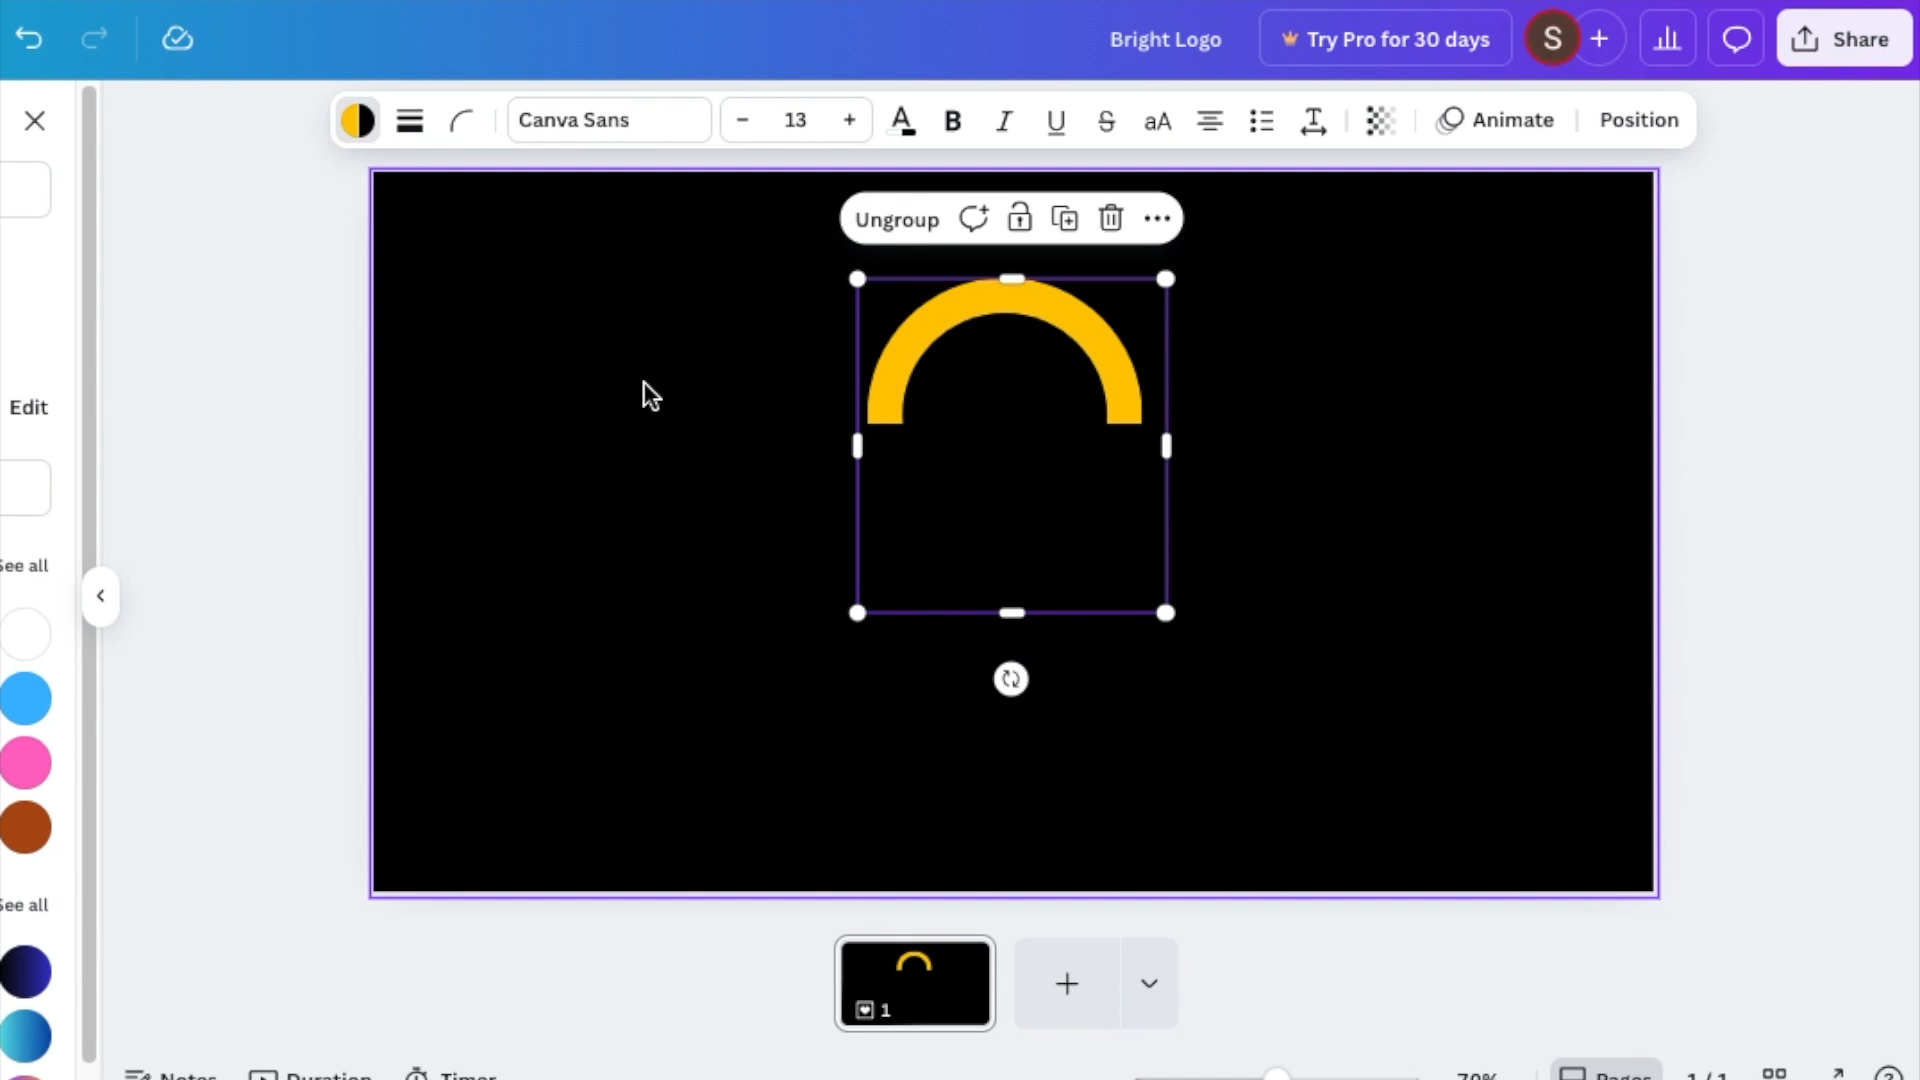 Bright Logo
Try Pro for 30 days
S
Share
Canva Sans
13
B
I
U
S
aA
Animate
Position
Ungroup
Edit
See all
See all
1
Notes
Duration
Timer
70%
Pages
1 / 1